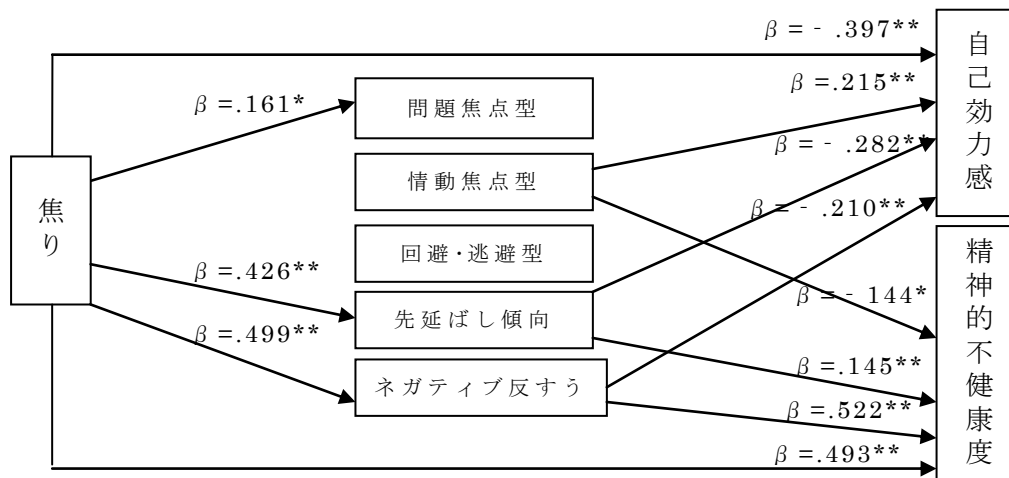 β=-.397**
自己効力感
β=.215**
β=.161*
問題焦点型
β=-.282**
情動焦点型
焦り
β=-.210**
回避・逃避型
β=.426**
精神的不健康度
β=-144*
先延ばし傾向
β=.499**
β=.145**
ネガティブ反すう
β=.522**
β=.493**